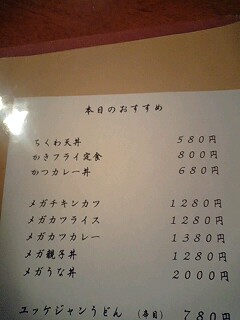 本日のおすすめ
ちくわ天丼 580円
かきフライ定食 800円
かつカレー丼 680円
メガチキンカツ 1280円
メガカツフライス 1280円
メガカツカレー 1380円
メガ親子丼 1280円
メガうな丼 2000円
ユッケジャンうどん (辛目) 780円